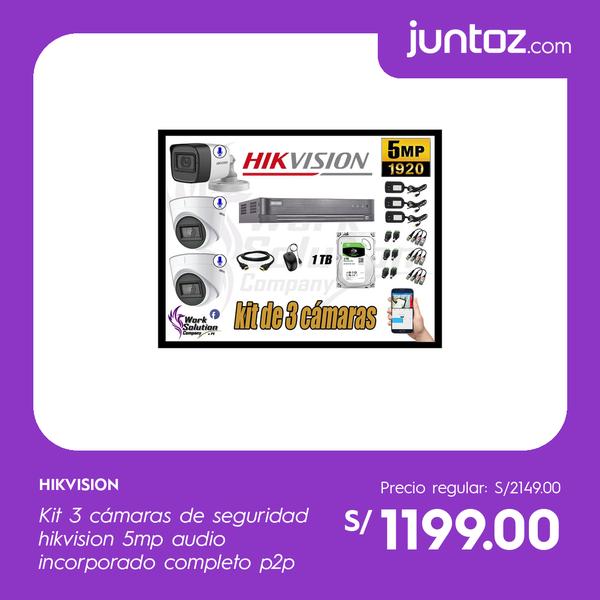 juntoz.com
HIKVISION
5MP
1920
1 TB
kit de 3 cámaras
Work
Solution
Company
HIKVISION
Kit 3 cámaras de seguridad
hikvision 5mp audio
incorporado completo p2p
Precio regular: S/2149.00
S/ 1199.00